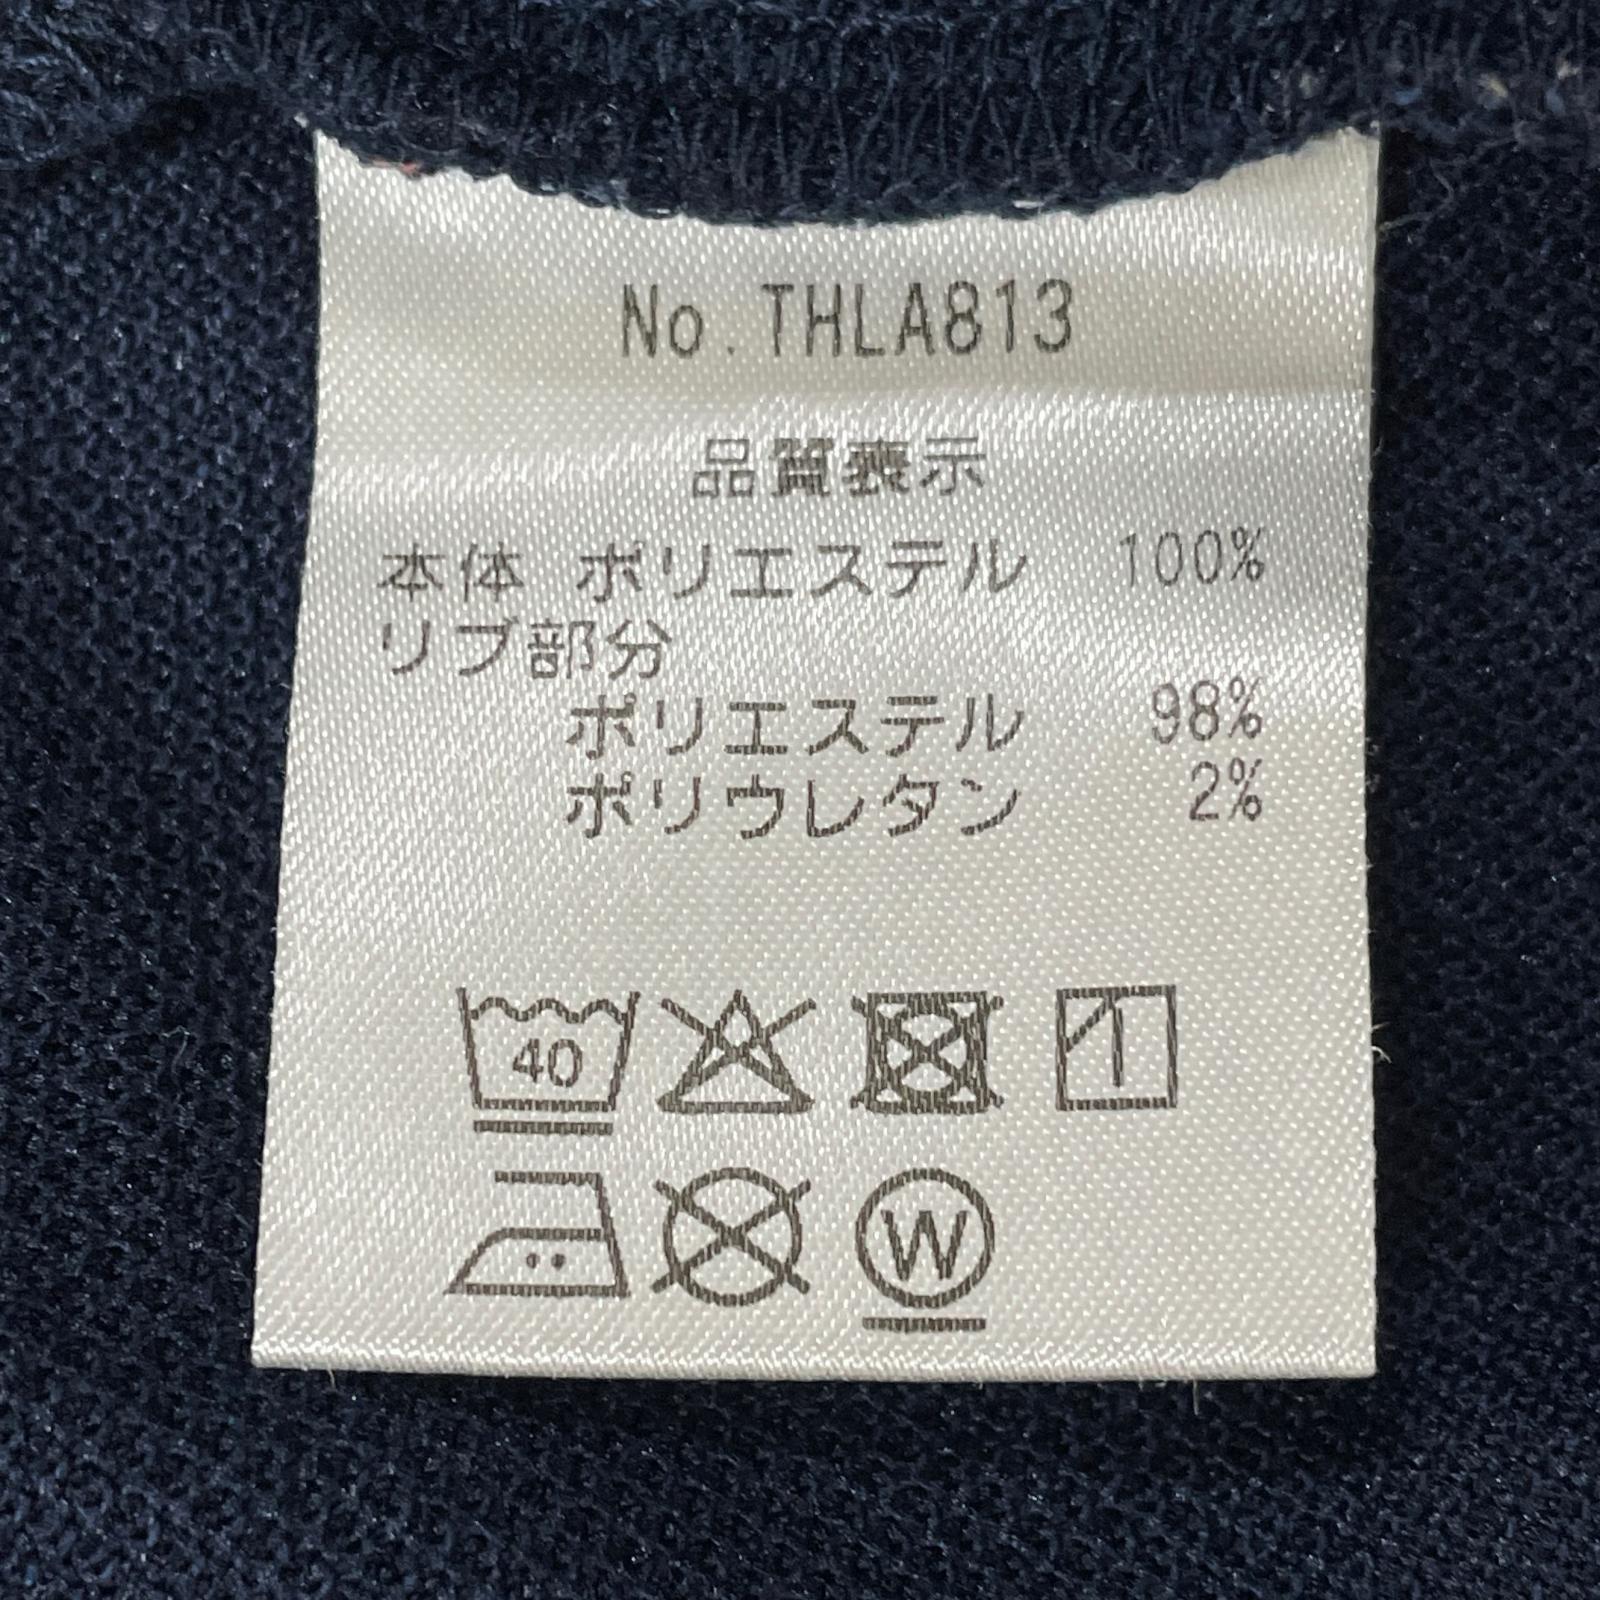 No.THLA813
品質表示
本体 ポリエステル 100%
リブ部分
ポリエステル 98%
ポリウレタン 2%
40
W